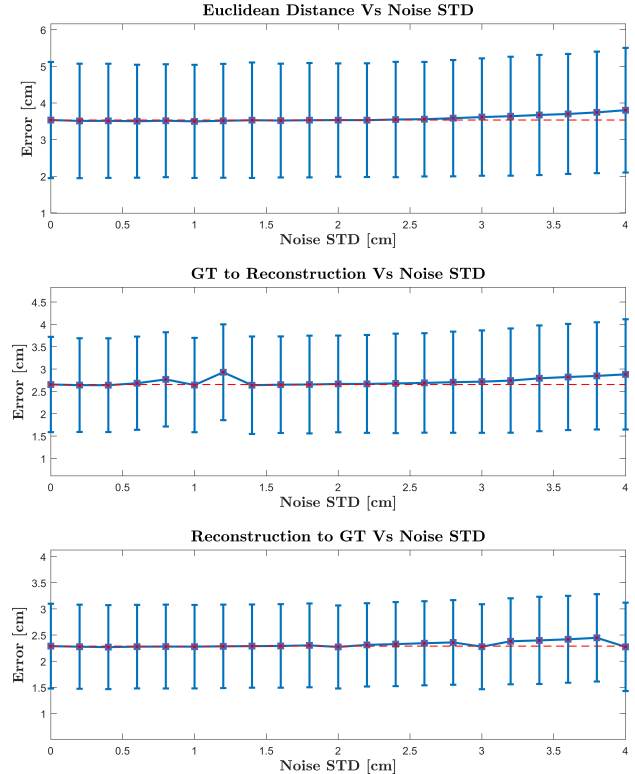 Euclidean Distance Vs Noise STD
6
5
4
3
2
1
Error [cm]
0 0.5 1 1.5 2 2.5 3 3.5 4
Noise STD [cm]
GT to Reconstruction Vs Noise STD
4.5
4
3.5
3
2.5
2
1.5
1
Error [cm]
0 0.5 1 1.5 2 2.5 3 3.5 4
Noise STD [cm]
Reconstruction to GT Vs Noise STD
4
3.5
3
2.5
2
1.5
1
Error [cm]
0 0.5 1 1.5 2 2.5 3 3.5 4
Noise STD [cm]